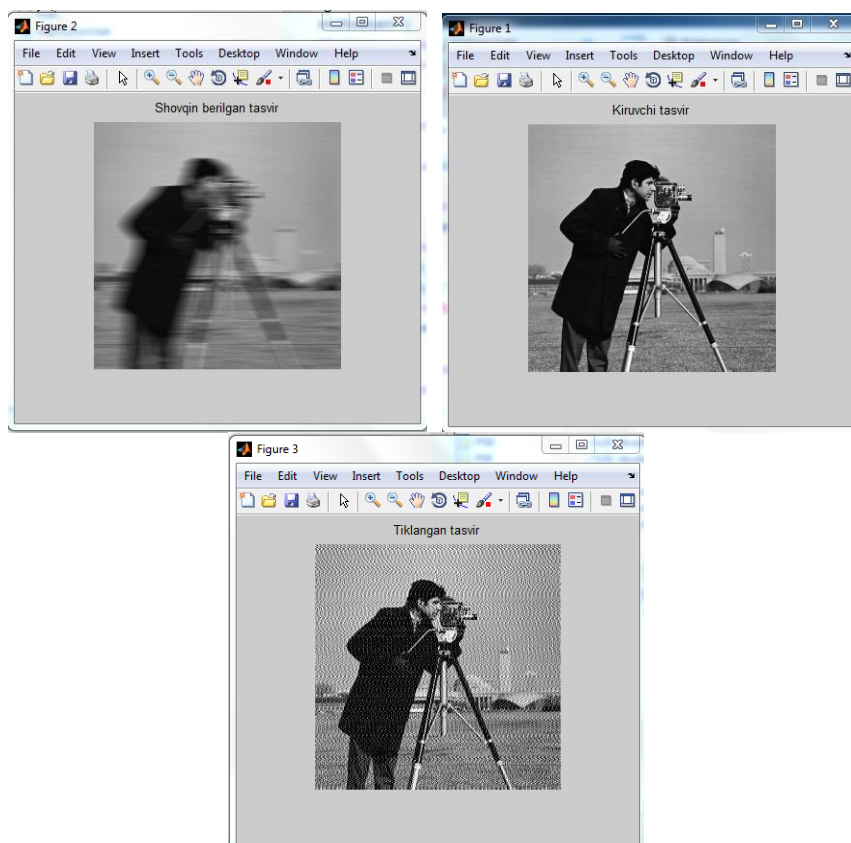 Figure 2
File Edit View Insert Tools Desktop Window Help
Shovqin berilgan tasvir
Figure 1
File Edit View Insert Tools Desktop Window Help
Kiruvchi tasvir
Figure 3
File Edit View Insert Tools Desktop Window Help
Tiklangan tasvir